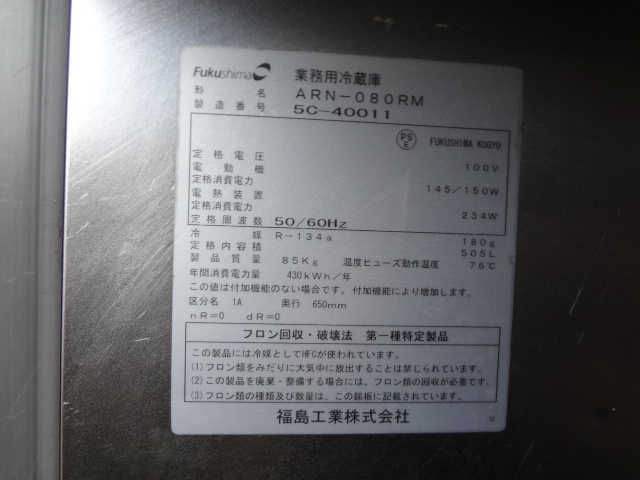 Fukushima 業務用冷蔵庫
形名 ARN-080RM
製造番号 5C-40011
PS E FUKUSHIMA KOGYO
定格電圧 100V
電動機
定格消費電力 145/150W
電熱装置
定格消費電力 234W
定格周波数 50/60Hz
冷媒 R-134a 180g
定格内容積 505L
製品質量 85Kg 温度ヒューズ動作温度 76℃
年間消費電力量 430kWh/年
この値は付加機能のない場合です。付加機能により増加します。
区分名 1A 奥行 650mm
nR=0 dR=0
フロン回収・破壊法 第一種特定製品
この製品には冷媒としてHFCが使われています。
(1)フロン類をみだりに大気中に放出することは禁じられています。
(2)この製品を廃棄・整備する場合には、フロン類の回収が必要です。
(3)フロン類の種類及び数量は、この銘板に記載されています。
福島工業株式会社